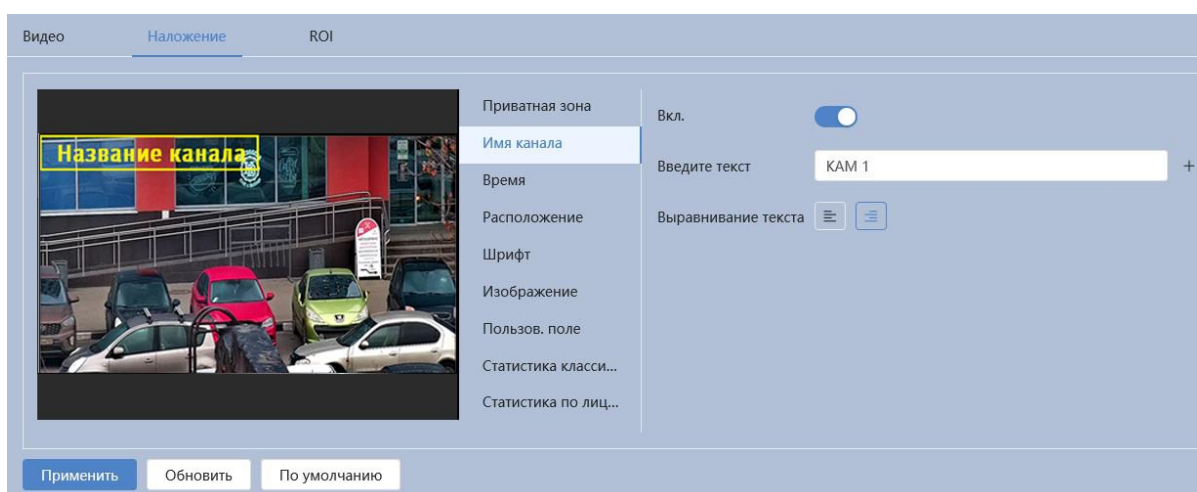 Видео
Наложение
ROI
Название канала
Приватная зона
Имя канала
Время
Расположение
Шрифт
Изображение
Пользов. поле
Статистика класси...
Статистика по лиц...
Вкл.
Введите текст
КАМ 1
+
Выравнивание текста
Применить
Обновить
По умолчанию